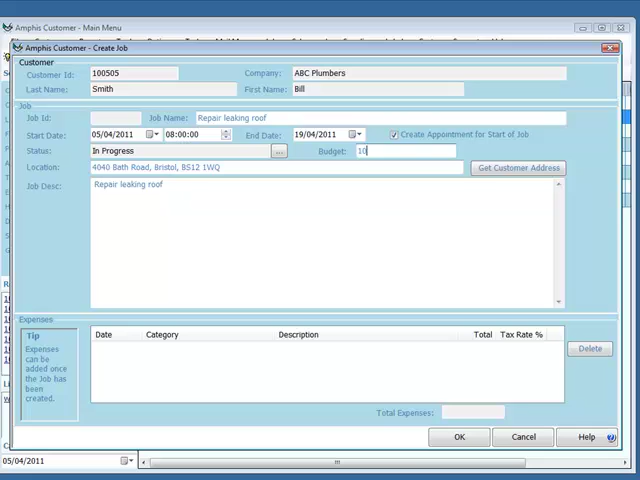 Amphis Customer - Main Menu
Amphis Customer - Create Job
Customer
Customer Id: 100505 Company: ABC Plumbers
Last Name: Smith First Name: Bill
Job
Job Id: Job Name: Repair leaking roof
Start Date: 05/04/2011 08:00:00 End Date: 19/04/2011 Create Appointment for Start of Job
Status: In Progress ... Budget: 10
Location: 4040 Bath Road, Bristol, BS12 1WQ Get Customer Address
Job Desc: Repair leaking roof
Expenses
Tip
Expenses
can be
added once
the Job has
been
created.
Date Category Description Total Tax Rate %
Delete
Total Expenses:
OK Cancel Help
05/04/2011